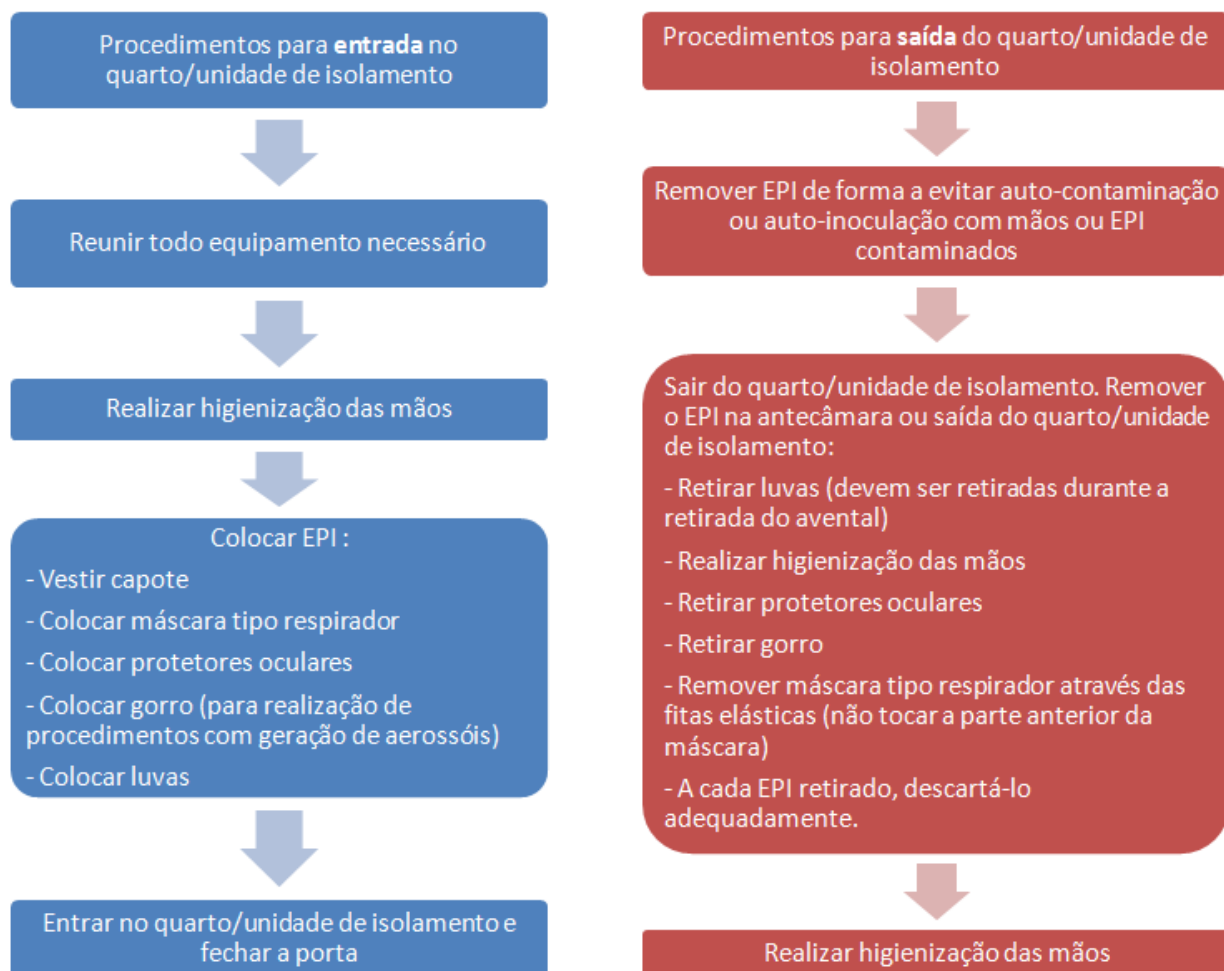 Procedimentos para entrada no
quarto/unidade de isolamento
Reunir todo equipamento necessário
Realizar higienização das mãos
Colocar EPI :
- Vestir capote
- Colocar máscara tipo respirador
- Colocar protetores oculares
- Colocar gorro (para realização de
procedimentos com geração de aerossóis)
- Colocar luvas
Entrar no quarto/unidade de isolamento e
fechar a porta
Procedimentos para saída do quarto/unidade de
isolamento
Remover EPI de forma a evitar auto-contaminação
ou auto-inoculação com mãos ou EPI
contaminados
Sair do quarto/unidade de isolamento. Remover
o EPI na antecâmara ou saída do quarto/unidade
de isolamento:
- Retirar luvas (devem ser retiradas durante a
retirada do avental)
- Realizar higienização das mãos
- Retirar protetores oculares
- Retirar gorro
- Remover máscara tipo respirador através das
fitas elásticas (não tocar a parte anterior da
máscara)
- A cada EPI retirado, descartá-lo
adequadamente.
Realizar higienização das mãos